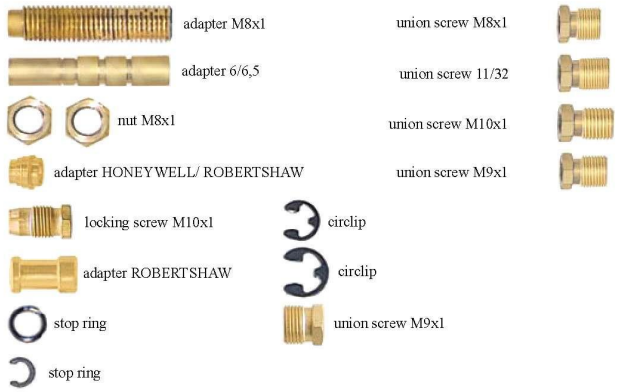 adapter M8x1
union screw M8x1
adapter 6/6,5
union screw 11/32
nut M8x1
union screw M10x1
adapter HONEYWELL/ ROBERTSHAW
union screw M9x1
locking screw M10x1
circlip
adapter ROBERTSHAW
circlip
stop ring
union screw M9x1
stop ring